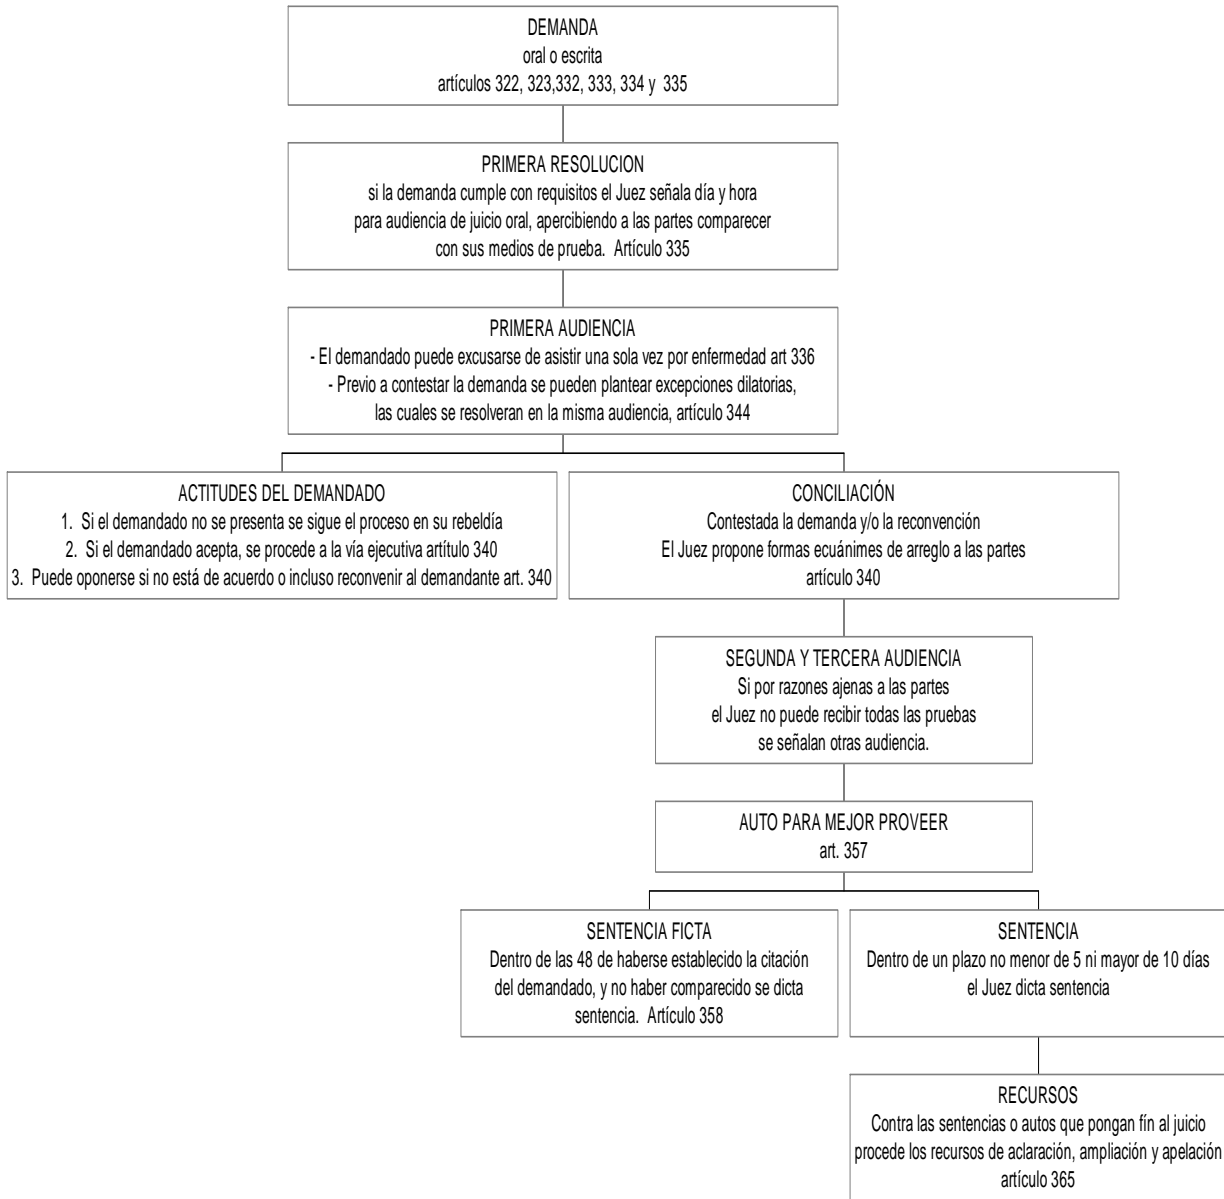 DEMANDA
oral o escrita
artículos 322, 323,332, 333, 334 y 335
PRIMERA RESOLUCION
si la demanda cumple con requisitos el Juez señala día y hora
para audiencia de juicio oral, apercibiendo a las partes comparecer
con sus medios de prueba. Artículo 335
PRIMERA AUDIENCIA
- El demandado puede excusarse de asistir una sola vez por enfermedad art 336
- Previo a contestar la demanda se pueden plantear excepciones dilatorias,
las cuales se resolveran en la misma audiencia, artículo 344
ACTITUDES DEL DEMANDADO
1. Si el demandado no se presenta se sigue el proceso en su rebeldía
2. Si el demandado acepta, se procede a la vía ejecutiva artítulo 340
3. Puede oponerse si no está de acuerdo o incluso reconvenir al demandante art. 340
CONCILIACIÓN
Contestada la demanda y/o la reconvención
El Juez propone formas ecuánimes de arreglo a las partes
artículo 340
SEGUNDA Y TERCERA AUDIENCIA
Si por razones ajenas a las partes
el Juez no puede recibir todas las pruebas
se señalan otras audiencia.
AUTO PARA MEJOR PROVEER
art. 357
SENTENCIA FICTA
Dentro de las 48 de haberse establecido la citación
del demandado, y no haber comparecido se dicta
sentencia. Artículo 358
SENTENCIA
Dentro de un plazo no menor de 5 ni mayor de 10 días
el Juez dicta sentencia
RECURSOS
Contra las sentencias o autos que pongan fín al juicio
procede los recursos de aclaración, ampliación y apelación
artículo 365